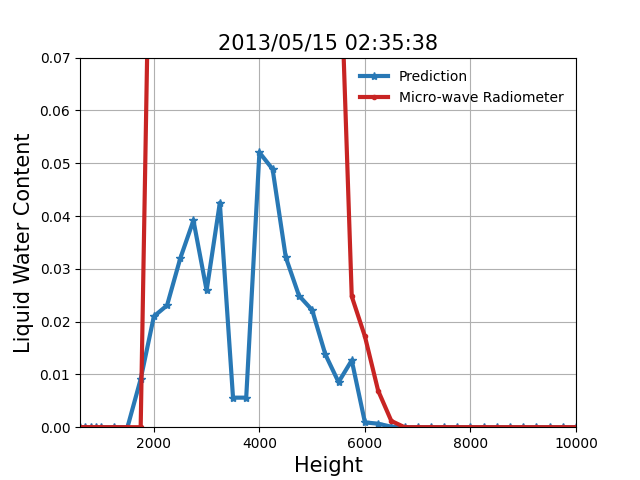 2013/05/15 02:35:38
0.07
0.06
0.05
0.04
0.03
0.02
0.01
0.00
Liquid Water Content
Prediction
Micro-wave Radiometer
2000 4000 6000 8000 10000
Height